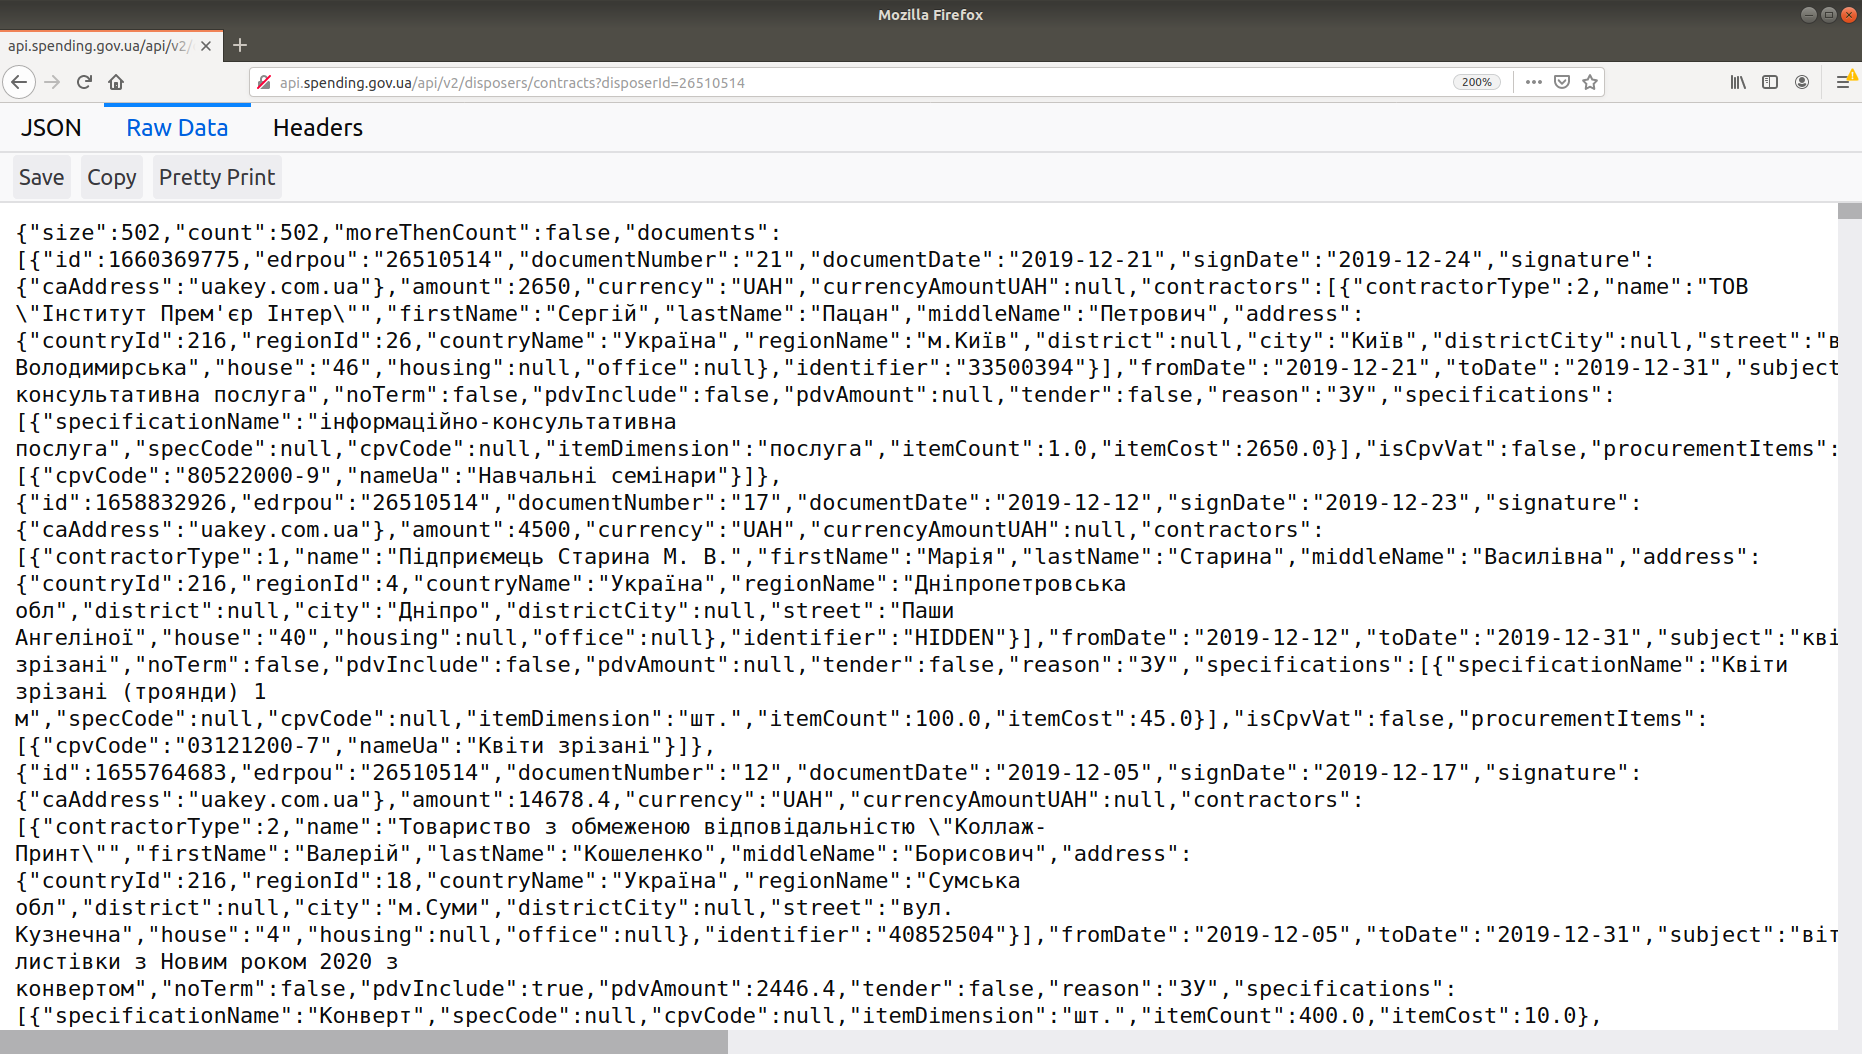 Mozilla Firefox
api.spending.gov.ua/api/v2/
api.spending.gov.ua/api/v2/disposers/contracts?disposerId=26510514
200%
JSON Raw Data Headers
Save Copy Pretty Print
{"size":502,"count":502,"moreThenCount":false,"documents":
[{"id":1660369775,"edrpou":"26510514","documentNumber":"21","documentDate":"2019-12-21","signDate":"2019-12-24","signature":
{"caAddress":"uakey.com.ua"},"amount":2650,"currency":"UAH","currencyAmountUAH":null,"contractors":[{"contractorType":2,"name":"ТОВ
\"Інститут Прем'єр Інтер\"","firstName":"Сергій","lastName":"Пацан","middleName":"Петрович","address":
{"countryId":216,"regionId":26,"countryName":"Україна","regionName":"м.Київ","district":null,"city":"Київ","districtCity":null,"street":"в
Володимирська","house":"46","housing":null,"office":null},"identifier":"33500394"}],"fromDate":"2019-12-21","toDate":"2019-12-31","subject
консультативна послуга","noTerm":false,"pdvInclude":false,"pdvAmount":null,"tender":false,"reason":"ЗУ","specifications":
[{"specificationName":"інформаційно-консультативна
послуга","specCode":null,"cpvCode":null,"itemDimension":"послуга","itemCount":1.0,"itemCost":2650.0}],"isCpvVat":false,"procurementItems":
[{"cpvCode":"80522000-9","nameUa":"Навчальні семінари"}]},
{"id":1658832926,"edrpou":"26510514","documentNumber":"17","documentDate":"2019-12-12","signDate":"2019-12-23","signature":
{"caAddress":"uakey.com.ua"},"amount":4500,"currency":"UAH","currencyAmountUAH":null,"contractors":
[{"contractorType":1,"name":"Підприємець Старина М. В.","firstName":"Марія","lastName":"Старина","middleName":"Василівна","address":
{"countryId":216,"regionId":4,"countryName":"Україна","regionName":"Дніпропетровська
обл","district":null,"city":"Дніпро","districtCity":null,"street":"Паши
Ангеліної","house":"40","housing":null,"office":null},"identifier":"HIDDEN"}],"fromDate":"2019-12-12","toDate":"2019-12-31","subject":"кві
зрізані","noTerm":false,"pdvInclude":false,"pdvAmount":null,"tender":false,"reason":"ЗУ","specifications":[{"specificationName":"Квіти
зрізані (троянди) 1
м","specCode":null,"cpvCode":null,"itemDimension":"шт.","itemCount":100.0,"itemCost":45.0}],"isCpvVat":false,"procurementItems":
[{"cpvCode":"03121200-7","nameUa":"Квіти зрізані"}]},
{"id":1655764683,"edrpou":"26510514","documentNumber":"12","documentDate":"2019-12-05","signDate":"2019-12-17","signature":
{"caAddress":"uakey.com.ua"},"amount":14678.4,"currency":"UAH","currencyAmountUAH":null,"contractors":
[{"contractorType":2,"name":"Товариство з обмеженою відповідальністю \"Коллаж-
Принт\"","firstName":"Валерій","lastName":"Кошеленко","middleName":"Борисович","address":
{"countryId":216,"regionId":18,"countryName":"Україна","regionName":"Сумська
обл","district":null,"city":"м.Суми","districtCity":null,"street":"вул.
Кузнечна","house":"4","housing":null,"office":null},"identifier":"40852504"}],"fromDate":"2019-12-05","toDate":"2019-12-31","subject":"віт
листівки з Новим роком 2020 з
конвертом","noTerm":false,"pdvInclude":true,"pdvAmount":2446.4,"tender":false,"reason":"ЗУ","specifications":
[{"specificationName":"Конверт","specCode":null,"cpvCode":null,"itemDimension":"шт.","itemCount":400.0,"itemCost":10.0},